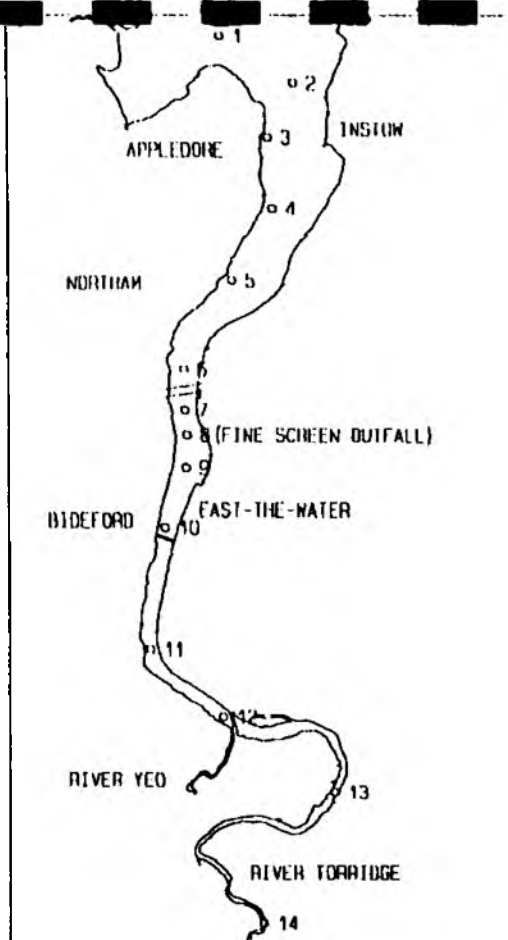 1
2
INSTOW
3
APPLEDORE
4
NORTHAM
5
6
7
8 (FINE SCREEN OUTFALL)
9
EAST-THE-WATER
BIDEFORD
10
11
12
RIVER YEO
13
RIVER TORRIDGE
14